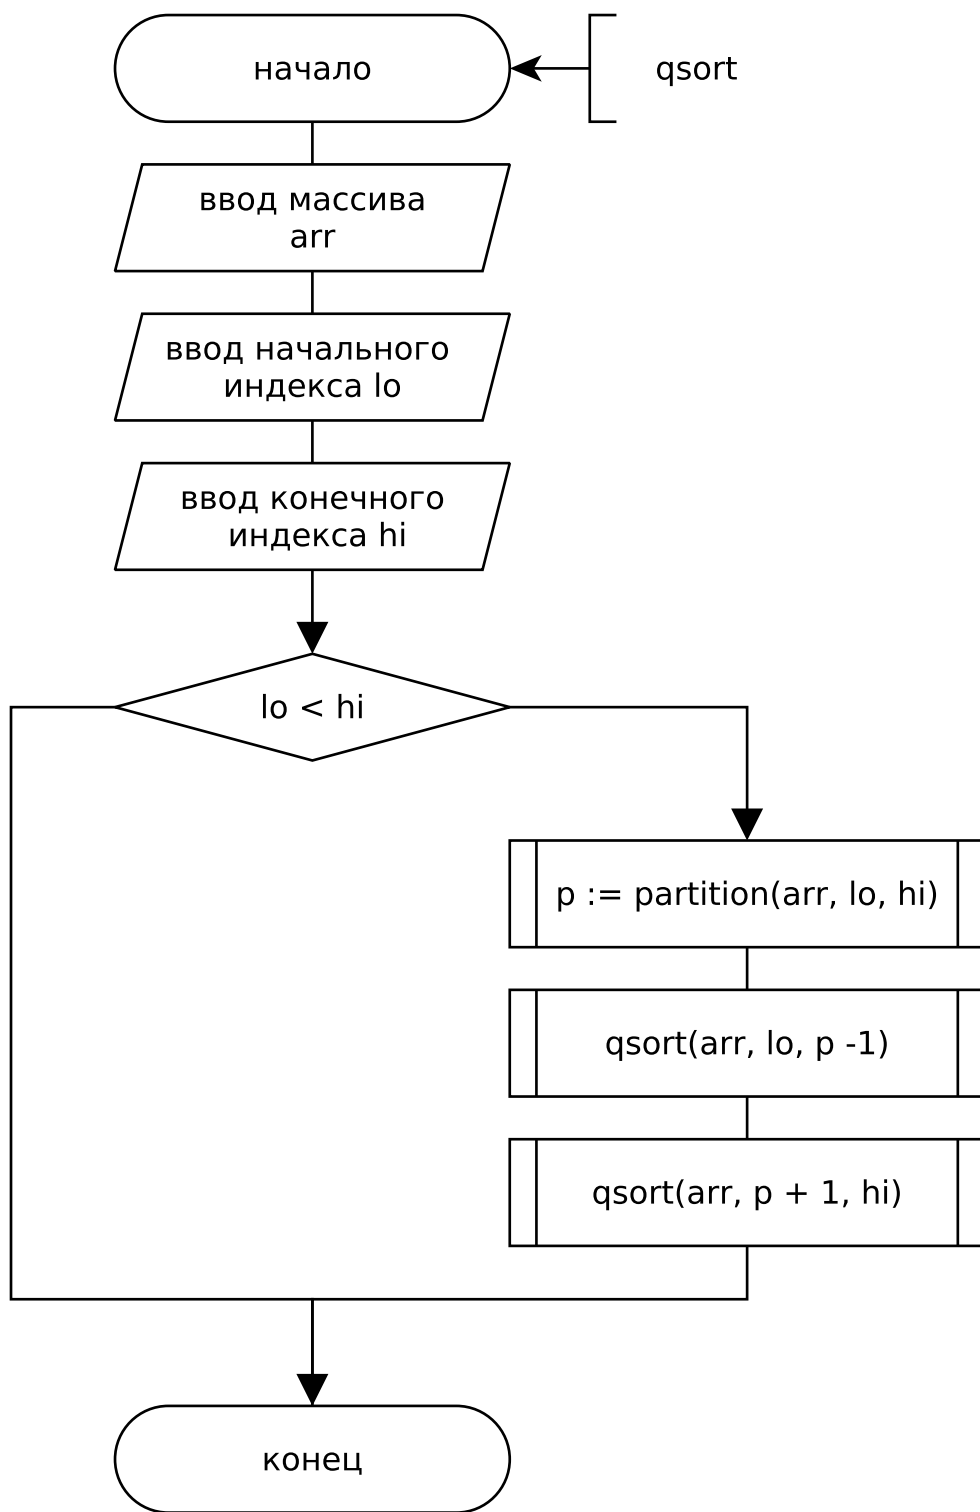 начало
qsort
ввод массива
arr
ввод начального
индекса lo
ввод конечного
индекса hi
lo < hi
p := partition(arr, lo, hi)
qsort(arr, lo, p -1)
qsort(arr, p + 1, hi)
конец